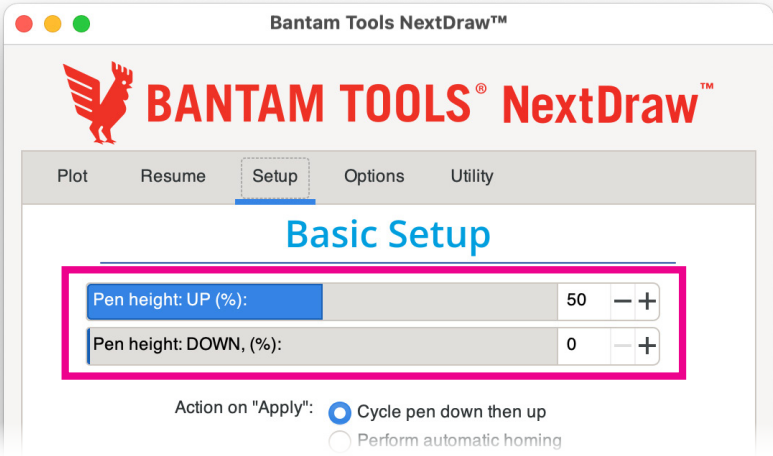 Bantam Tools NextDraw™
BANTAM TOOLS® NextDraw™
Plot Resume Setup Options Utility
Basic Setup
Pen height: UP (%): 50 − +
Pen height: DOWN, (%): 0 − +
Action on "Apply": Cycle pen down then up
Perform automatic homing